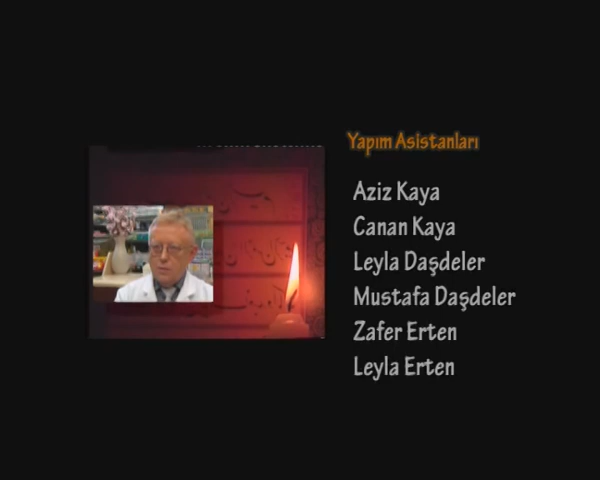 Yapım Asistanları
Aziz Kaya
Canan Kaya
Leyla Daşdeler
Mustafa Daşdeler
Zafer Erten
Leyla Erten